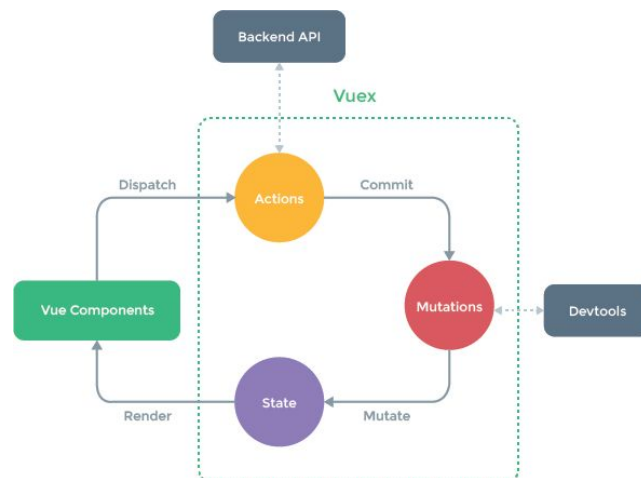 Backend API
Vuex
Dispatch
Actions
Commit
Vue Components
Mutations
Devtools
Render
State
Mutate